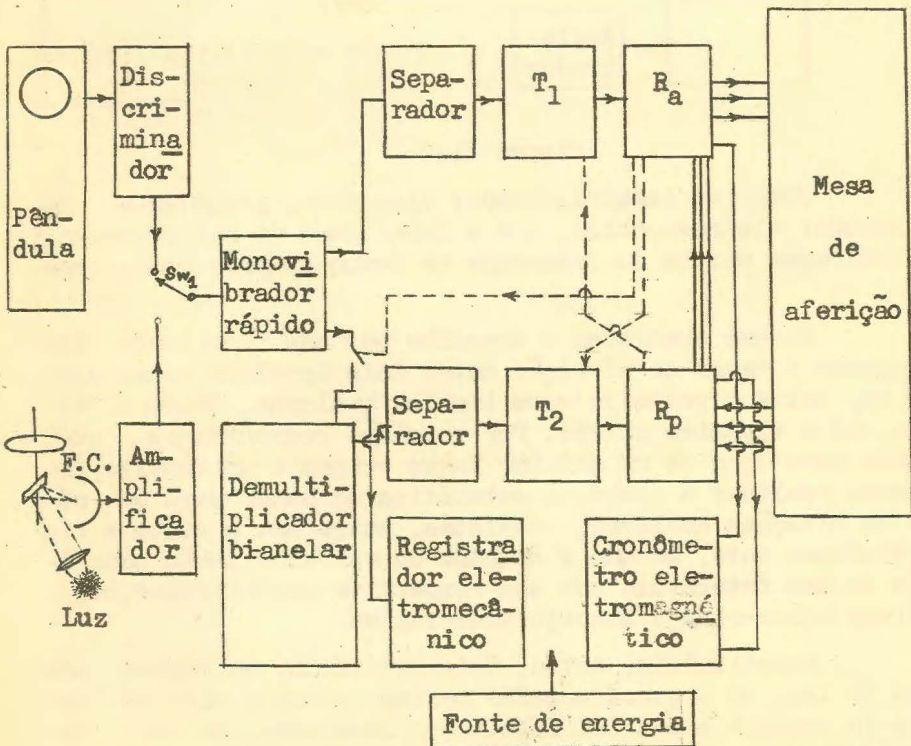 Pên-
dula
Dis-
crimi-
mina
dor
Sw1
Monovi
brador
rápido
Sepa-
rador
T1
Ra
Mesa
de
aferição
F.C.
Luz
Am-
pli-
fica
dor
Demulti-
plicador
bi-anelar
Sepa-
rador
T2
Rp
Registra
dor ele-
tromecâ-
nico
Cronôme-
tro ele-
tromagné
tico
Fonte de energia